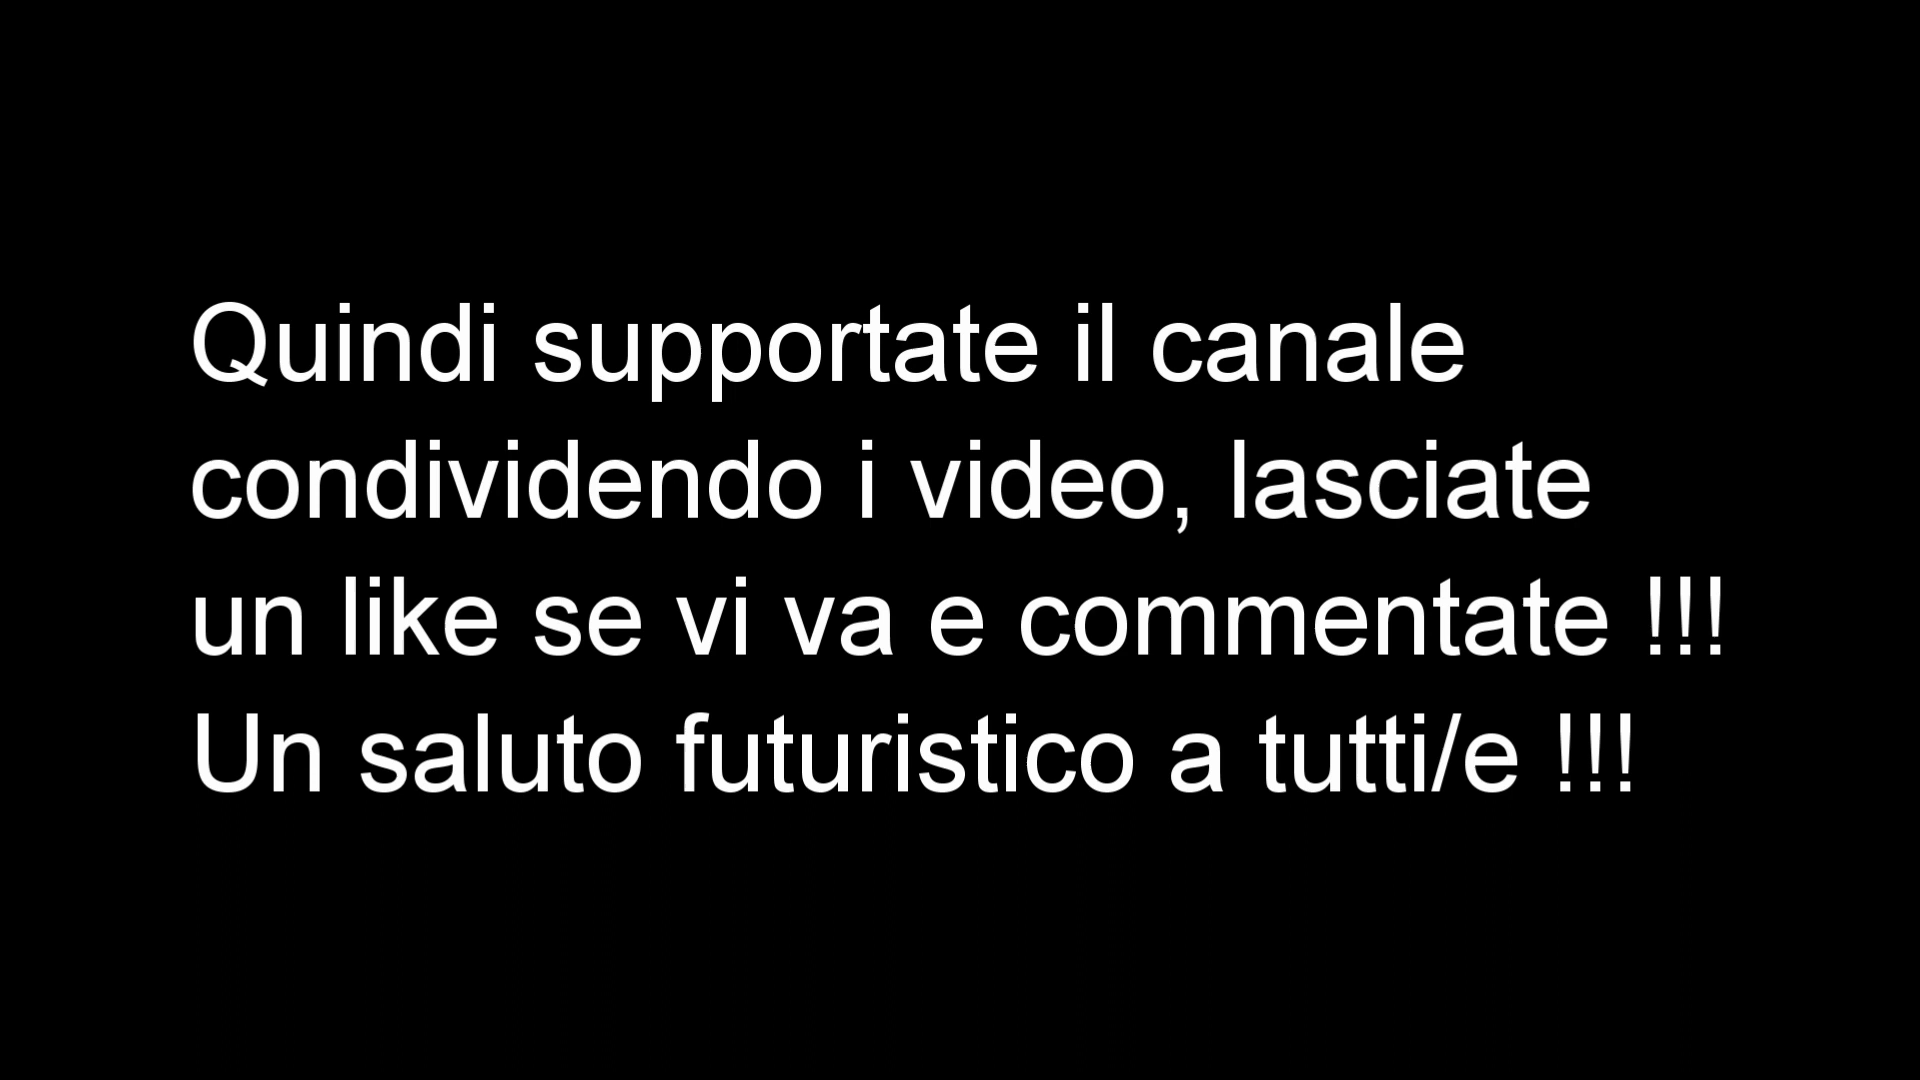 Quindi supportate il canale
condividendo i video, lasciate
un like se vi va e commentate !!!
Un saluto futuristico a tutti/e !!!